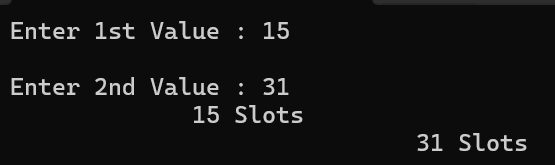 Enter 1st Value : 15
Enter 2nd Value : 31
15 Slots
31 Slots